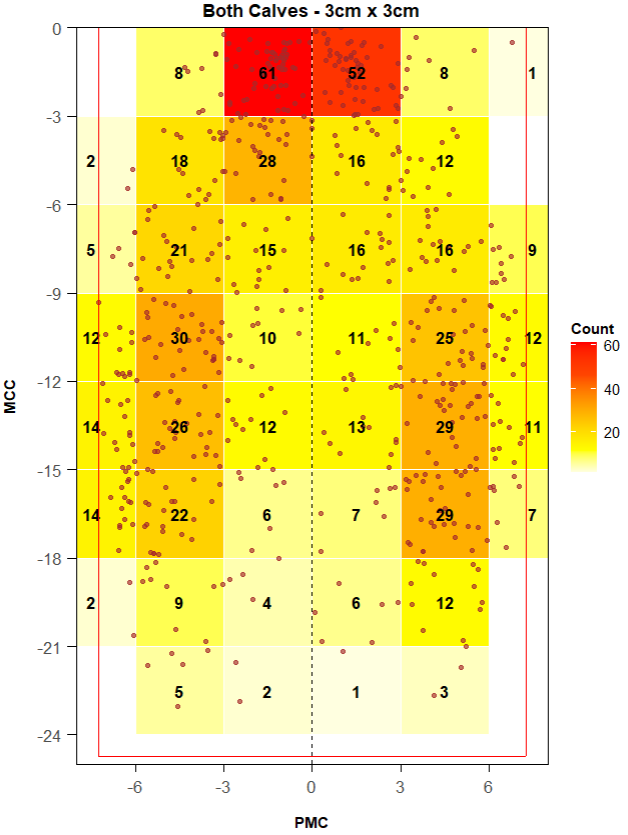 Both Calves - 3cm x 3cm
0
8 61 52 8 1
-3
2 18 28 16 12
-6
5 21 15 16 16 9
-9
12 30 10 11 25 12
-12
14 26 12 13 29 11
-15
14 22 6 7 29 7
-18
2 9 4 6 12
-21
5 2 1 3
-24
-6 -3 0 3 6
PMC
MCC
Count
60
40
20